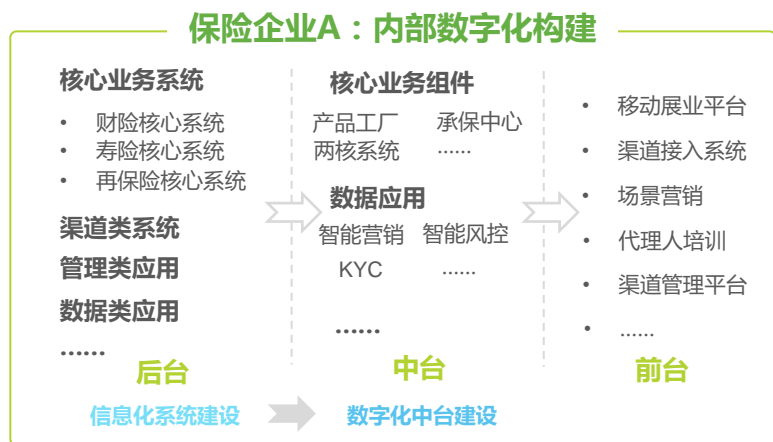 保险企业A：内部数字化构建
核心业务系统
• 财险核心系统
• 寿险核心系统
• 再保险核心系统
渠道类系统
管理类应用
数据类应用
……
后台
核心业务组件
产品工厂 承保中心
两核系统 ……
数据应用
智能营销 智能风控
KYC ……
……
中台
• 移动展业平台
• 渠道接入系统
• 场景营销
• 代理人培训
• 渠道管理平台
• ……
前台
信息化系统建设
数字化中台建设